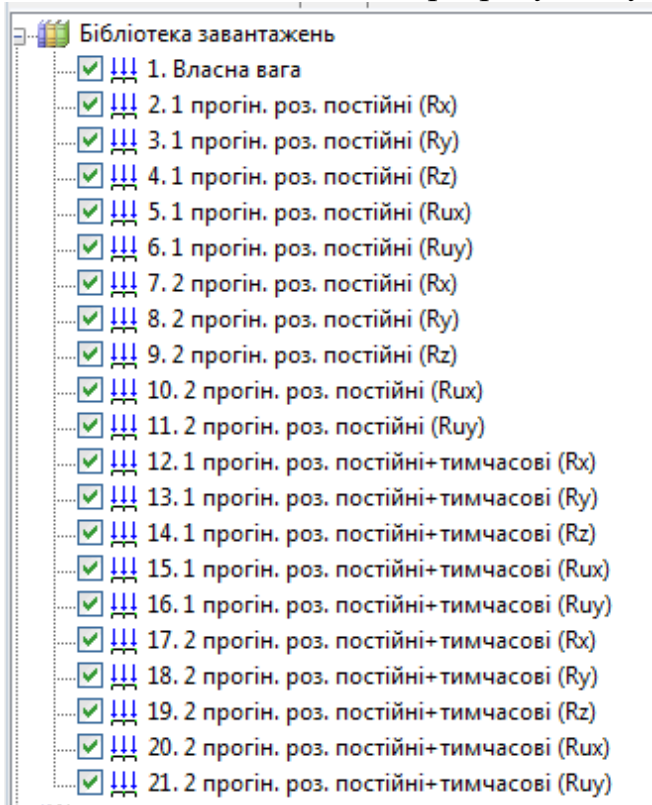 Бібліотека завантажень
1. Власна вага
2. 1 прогін. роз. постійні (Rx)
3. 1 прогін. роз. постійні (Ry)
4. 1 прогін. роз. постійні (Rz)
5. 1 прогін. роз. постійні (Rux)
6. 1 прогін. роз. постійні (Ruy)
7. 2 прогін. роз. постійні (Rx)
8. 2 прогін. роз. постійні (Ry)
9. 2 прогін. роз. постійні (Rz)
10. 2 прогін. роз. постійні (Rux)
11. 2 прогін. роз. постійні (Ruy)
12. 1 прогін. роз. постійні+тимчасові (Rx)
13. 1 прогін. роз. постійні+тимчасові (Ry)
14. 1 прогін. роз. постійні+тимчасові (Rz)
15. 1 прогін. роз. постійні+тимчасові (Rux)
16. 1 прогін. роз. постійні+тимчасові (Ruy)
17. 2 прогін. роз. постійні+тимчасові (Rx)
18. 2 прогін. роз. постійні+тимчасові (Ry)
19. 2 прогін. роз. постійні+тимчасові (Rz)
20. 2 прогін. роз. постійні+тимчасові (Rux)
21. 2 прогін. роз. постійні+тимчасові (Ruy)